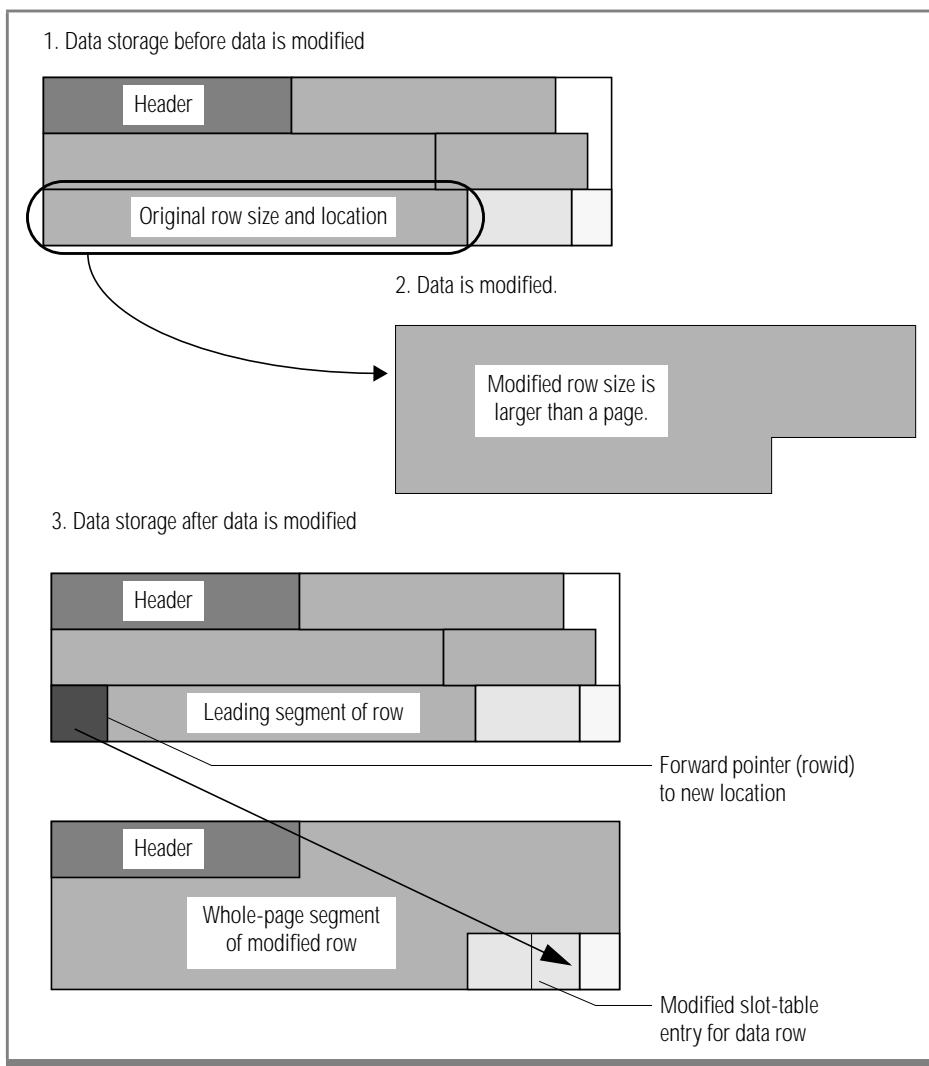 1. Data storage before data is modified
Header
Original row size and location
2. Data is modified.
Modified row size is
larger than a page.
3. Data storage after data is modified
Header
Leading segment of row
Forward pointer (rowid)
to new location
Header
Whole-page segment
of modified row
Modified slot-table
entry for data row